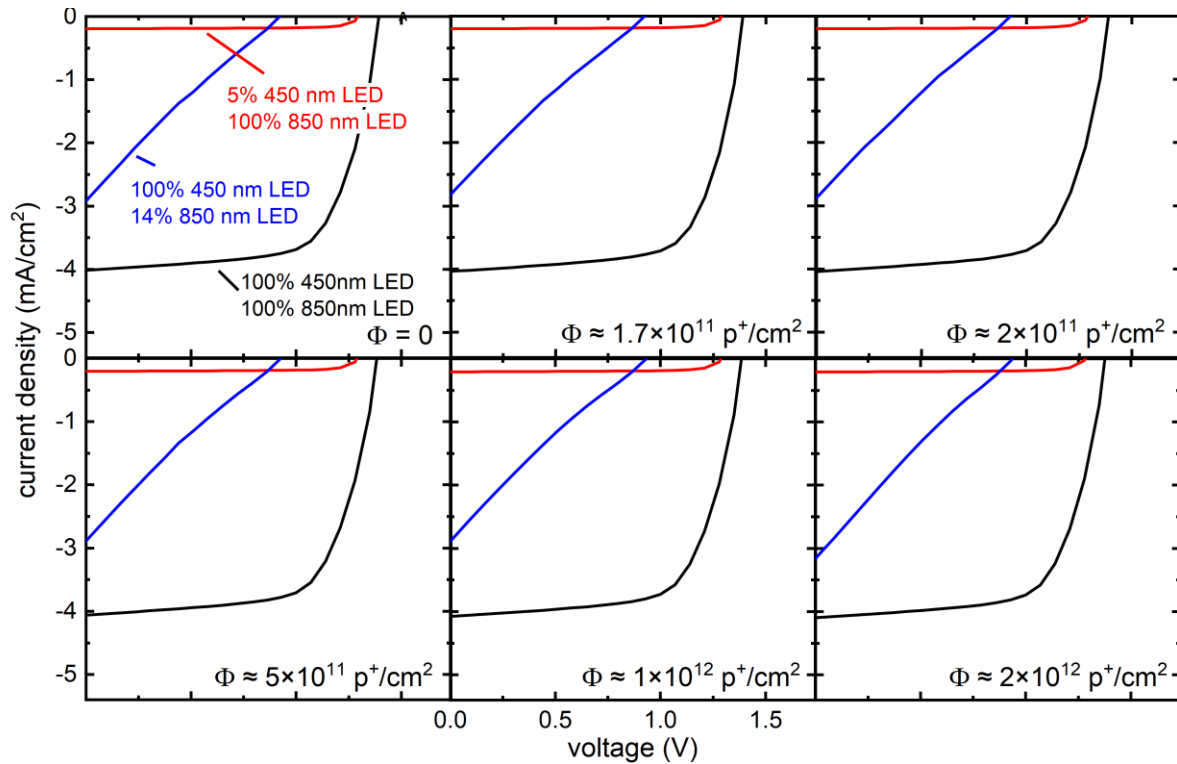 0
-1
-2
-3
-4
-5
5% 450 nm LED
100% 850 nm LED
100% 450 nm LED
14% 850 nm LED
100% 450nm LED
100% 850nm LED
Φ = 0
Φ ≈ 1.7×10¹¹ p⁺/cm²
Φ ≈ 2×10¹¹ p⁺/cm²
current density (mA/cm²)
0
-1
-2
-3
-4
-5
Φ ≈ 5×10¹¹ p⁺/cm²
Φ ≈ 1×10¹² p⁺/cm²
Φ ≈ 2×10¹² p⁺/cm²
0.0 0.5 1.0 1.5
voltage (V)